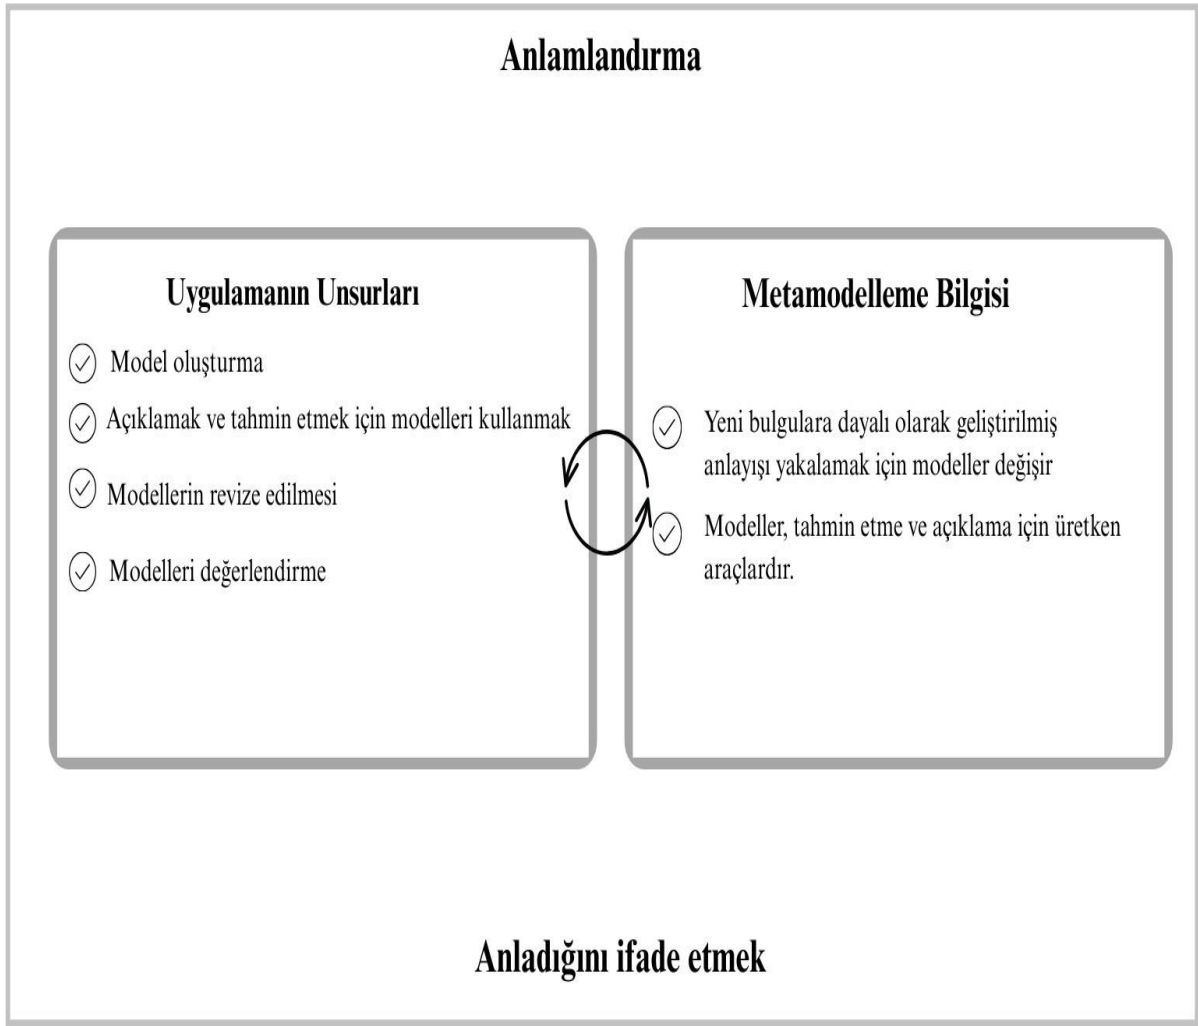 Anlamlandırma
Uygulamanın Unsurları
Model oluşturma
Açıklamak ve tahmin etmek için modelleri kullanmak
Modellerin revize edilmesi
Modelleri değerlendirme
Metamodelleme Bilgisi
Yeni bulgulara dayalı olarak geliştirilmiş
anlayışı yakalamak için modeller değişir
Modeller, tahmin etme ve açıklama için üretken
araçlardır.
Anladığını ifade etmek